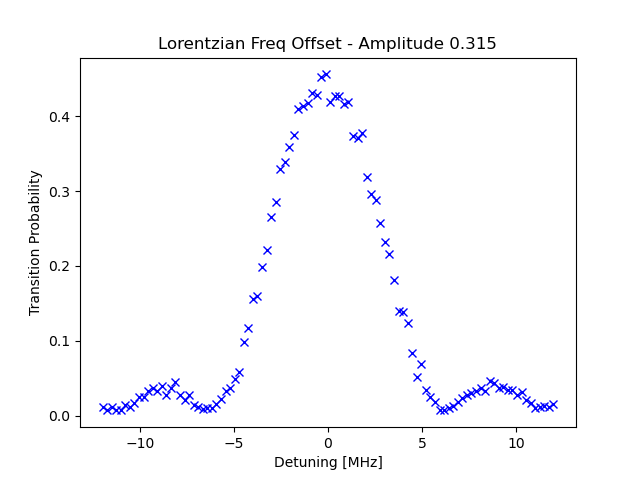 Lorentzian Freq Offset - Amplitude 0.315
Transition Probability
0.4
0.3
0.2
0.1
0.0
−10 −5 0 5 10
Detuning [MHz]